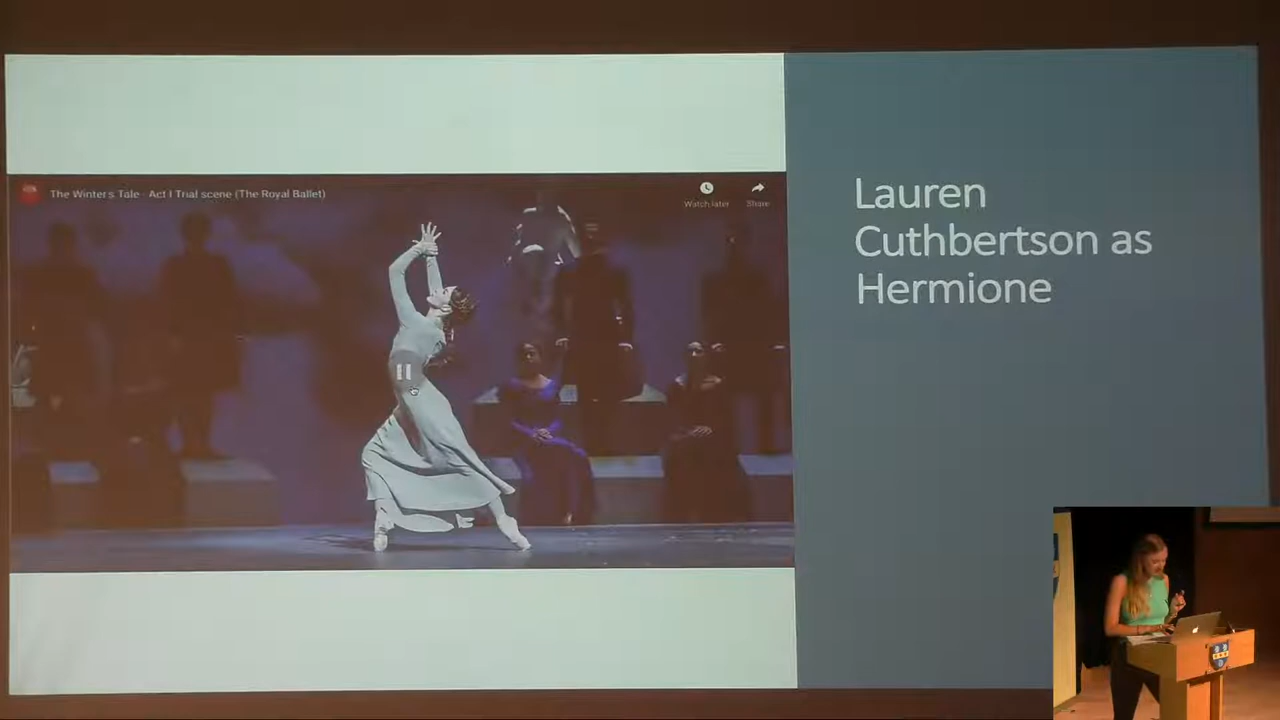 The Winter's Tale - Act I Trial scene (The Royal Ballet)
Watch later
Share
Lauren
Cuthbertson as
Hermione